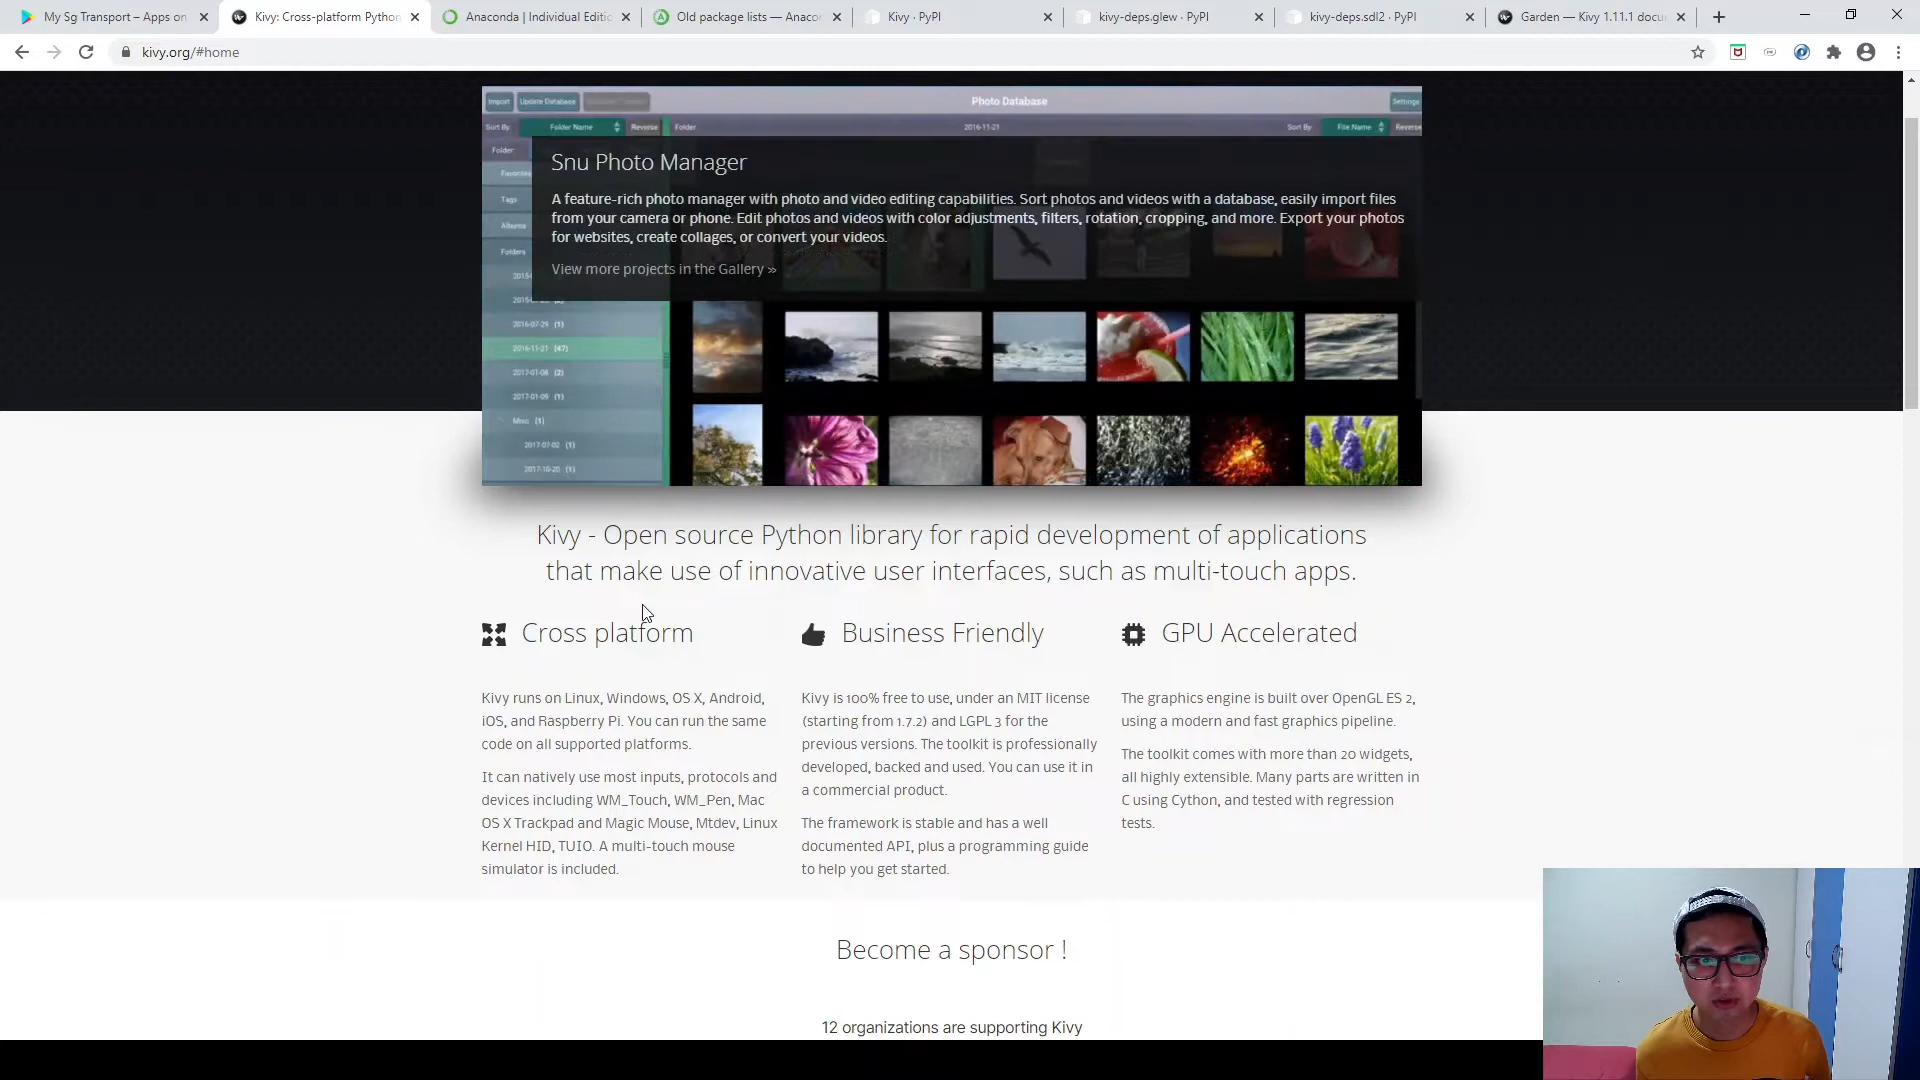 My Sg Transport – Apps on
Kivy: Cross-platform Python
Anaconda | Individual Editio
Old package lists — Anacon
Kivy · PyPI
kivy-deps.glew · PyPI
kivy-deps.sdl2 · PyPI
Garden — Kivy 1.11.1 docu
kivy.org/#home
Import
Update Database
Photo Database
Settings
Sort By
Folder Name
Reverse
Folder
2016-11-21
Sort By
File Name
Reverse
Folder
Favorites
Tags
Albums
Folders
2016-07-29 (1)
2016-11-21 (47)
2017-01-08 (2)
2017-01-09 (1)
Misc (1)
2017-07-02 (1)
2017-10-20 (1)
Snu Photo Manager
A feature-rich photo manager with photo and video editing capabilities. Sort photos and videos with a database, easily import files
from your camera or phone. Edit photos and videos with color adjustments, filters, rotation, cropping, and more. Export your photos
for websites, create collages, or convert your videos.
View more projects in the Gallery »
Kivy - Open source Python library for rapid development of applications
that make use of innovative user interfaces, such as multi-touch apps.
Cross platform
Kivy runs on Linux, Windows, OS X, Android,
iOS, and Raspberry Pi. You can run the same
code on all supported platforms.
It can natively use most inputs, protocols and
devices including WM_Touch, WM_Pen, Mac
OS X Trackpad and Magic Mouse, Mtdev, Linux
Kernel HID, TUIO. A multi-touch mouse
simulator is included.
Business Friendly
Kivy is 100% free to use, under an MIT license
(starting from 1.7.2) and LGPL 3 for the
previous versions. The toolkit is professionally
developed, backed and used. You can use it in
a commercial product.
The framework is stable and has a well
documented API, plus a programming guide
to help you get started.
GPU Accelerated
The graphics engine is built over OpenGL ES 2,
using a modern and fast graphics pipeline.
The toolkit comes with more than 20 widgets,
all highly extensible. Many parts are written in
C using Cython, and tested with regression
tests.
Become a sponsor !
12 organizations are supporting Kivy